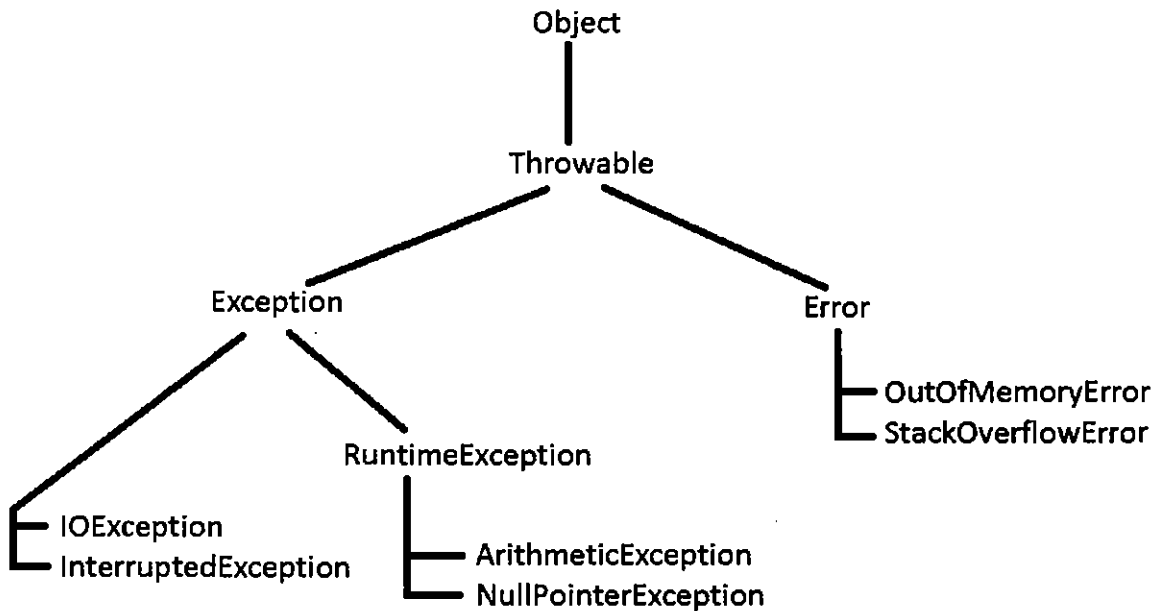 Object
Throwable
Exception
Error
OutOfMemoryError
StackOverflowError
RuntimeException
IOException
InterruptedException
ArithmeticException
NullPointerException